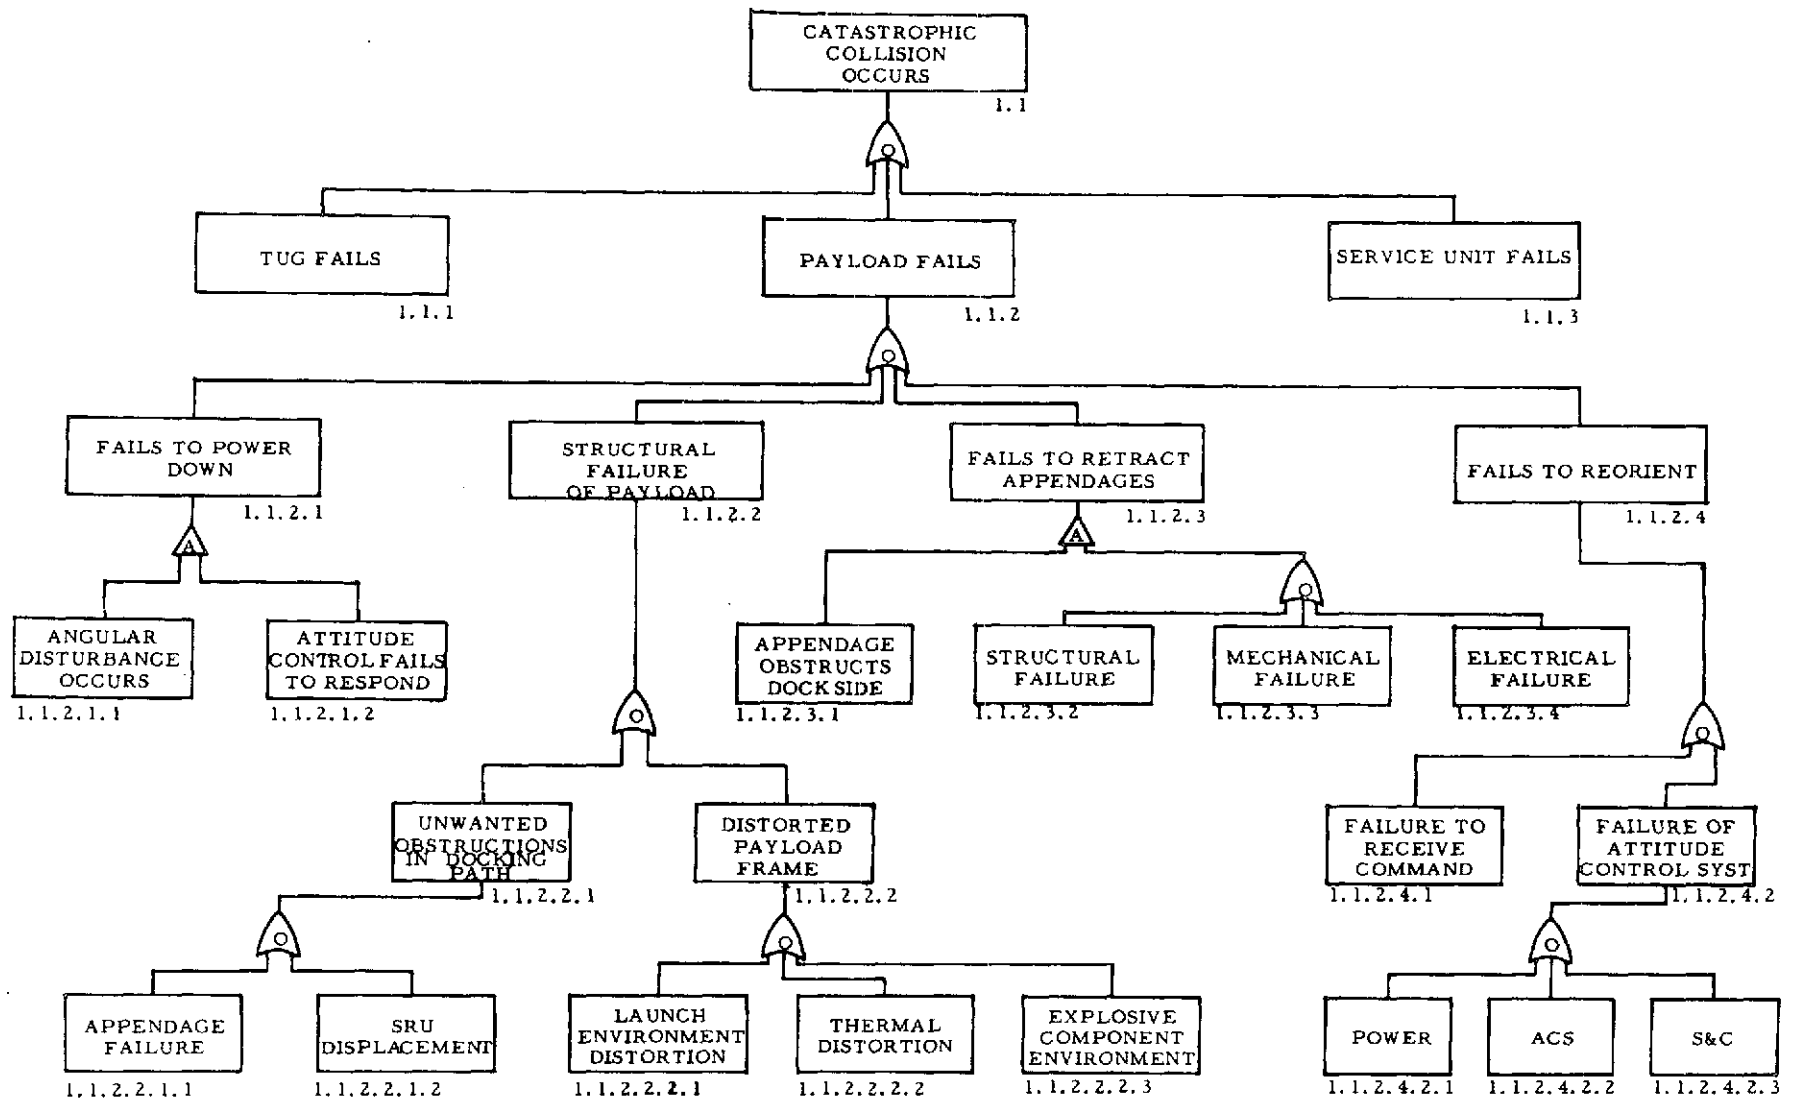 CATASTROPHIC
COLLISION
OCCURS
1.1
TUG FAILS
1.1.1
PAYLOAD FAILS
1.1.2
SERVICE UNIT FAILS
1.1.3
FAILS TO POWER
DOWN
1.1.2.1
STRUCTURAL
FAILURE
OF PAYLOAD
1.1.2.2
FAILS TO RETRACT
APPENDAGES
1.1.2.3
FAILS TO REORIENT
1.1.2.4
A
A
ANGULAR
DISTURBANCE
OCCURS
1.1.2.1.1
ATTITUDE
CONTROL FAILS
TO RESPOND
1.1.2.1.2
APPENDAGE
OBSTRUCTS
DOCK SIDE
1.1.2.3.1
STRUCTURAL
FAILURE
1.1.2.3.2
MECHANICAL
FAILURE
1.1.2.3.3
ELECTRICAL
FAILURE
1.1.2.3.4
UNWANTED
OBSTRUCTIONS
IN DOCKING
PATH
1.1.2.2.1
DISTORTED
PAYLOAD
FRAME
1.1.2.2.2
FAILURE TO
RECEIVE
COMMAND
1.1.2.4.1
FAILURE OF
ATTITUDE
CONTROL SYST
1.1.2.4.2
APPENDAGE
FAILURE
1.1.2.2.1.1
SRU
DISPLACEMENT
1.1.2.2.1.2
LAUNCH
ENVIRONMENT
DISTORTION
1.1.2.2.2.1
THERMAL
DISTORTION
1.1.2.2.2.2
EXPLOSIVE
COMPONENT
ENVIRONMENT
1.1.2.2.2.3
POWER
1.1.2.4.2.1
ACS
1.1.2.4.2.2
S&C
1.1.2.4.2.3